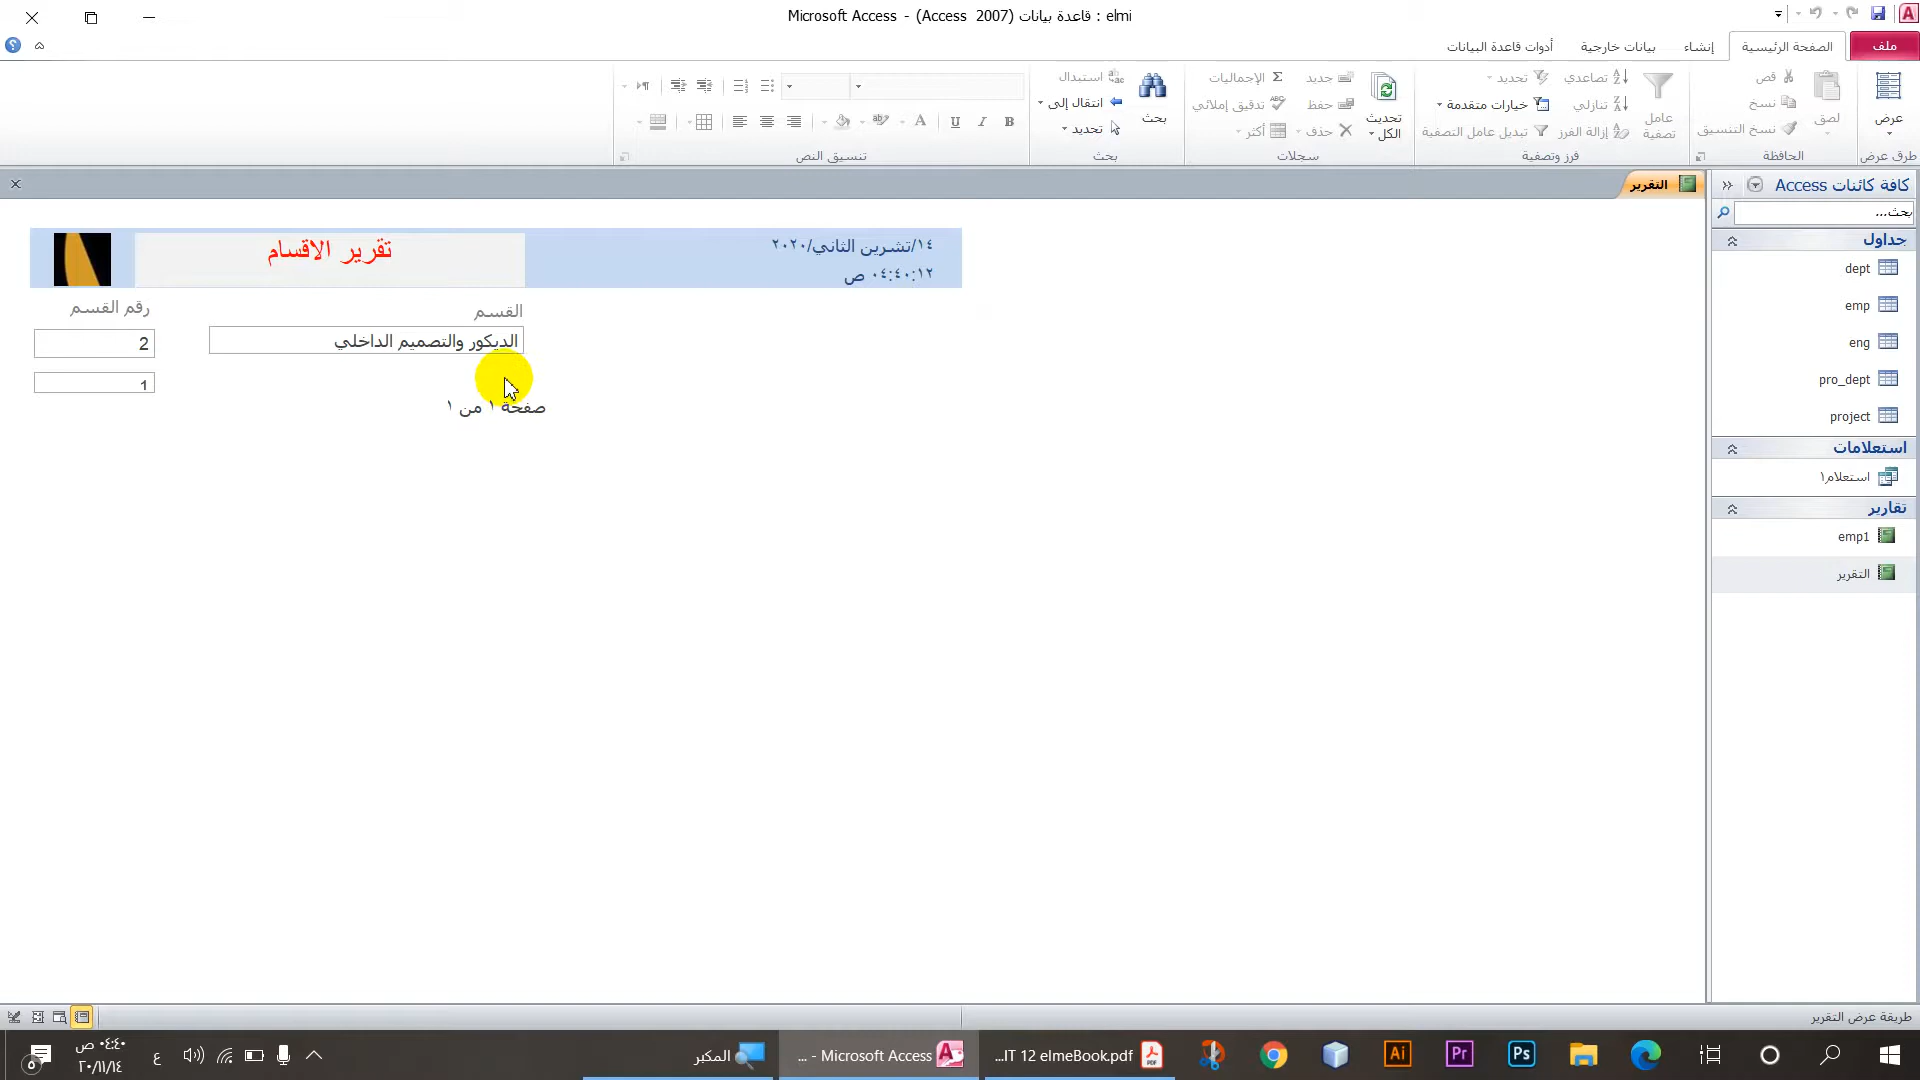 elmi : قاعدة بيانات (Access 2007) - Microsoft Access
ملف
الصفحة الرئيسية
إنشاء
بيانات خارجية
أدوات قاعدة البيانات
عرض
طرق عرض
لصق
قص
نسخ
نسخ التنسيق
الحافظة
عامل تصفية
تصاعدي
تنازلي
إزالة الفرز
تحديد
خيارات متقدمة
تبديل عامل التصفية
فرز وتصفية
تحديث الكل
جديد
حفظ
حذف
الإجماليات
تدقيق إملائي
أكثر
سجلات
بحث
استبدال
انتقال إلى
تحديد
بحث
تنسيق النص
كافة كائنات Access
بحث...
جداول
dept
emp
eng
pro_dept
project
استعلامات
استعلام١
تقارير
emp1
التقرير
التقرير
١٤/تشرين الثاني/٢٠٢٠
٠٤:٤٠:١٢ ص
تقرير الاقسام
القسم
رقم القسم
الديكور والتصميم الداخلي
2
1
صفحة ١ من ١
طريقة عرض التقرير
IT 12 elmeBook.pdf...
Microsoft Access - ...
المكبر
ع
٠٤:٤٠ ص
٢٠/١١/١٤